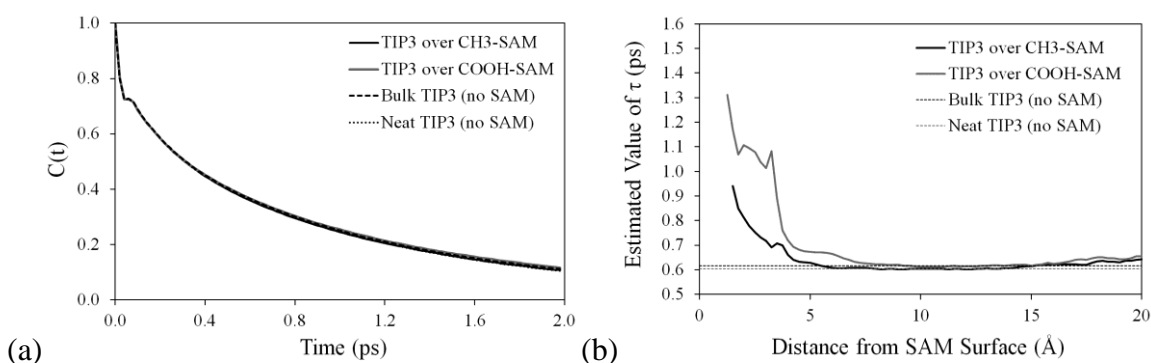 C(t)
1.0
0.8
0.6
0.4
0.2
0.0
0.0 0.4 0.8 1.2 1.6 2.0
Time (ps)
TIP3 over CH3-SAM
TIP3 over COOH-SAM
Bulk TIP3 (no SAM)
Neat TIP3 (no SAM)
(a)
Estimated Value of τ (ps)
1.6
1.5
1.4
1.3
1.2
1.1
1.0
0.9
0.8
0.7
0.6
0.5
0 5 10 15 20
Distance from SAM Surface (Å)
TIP3 over CH3-SAM
TIP3 over COOH-SAM
Bulk TIP3 (no SAM)
Neat TIP3 (no SAM)
(b)